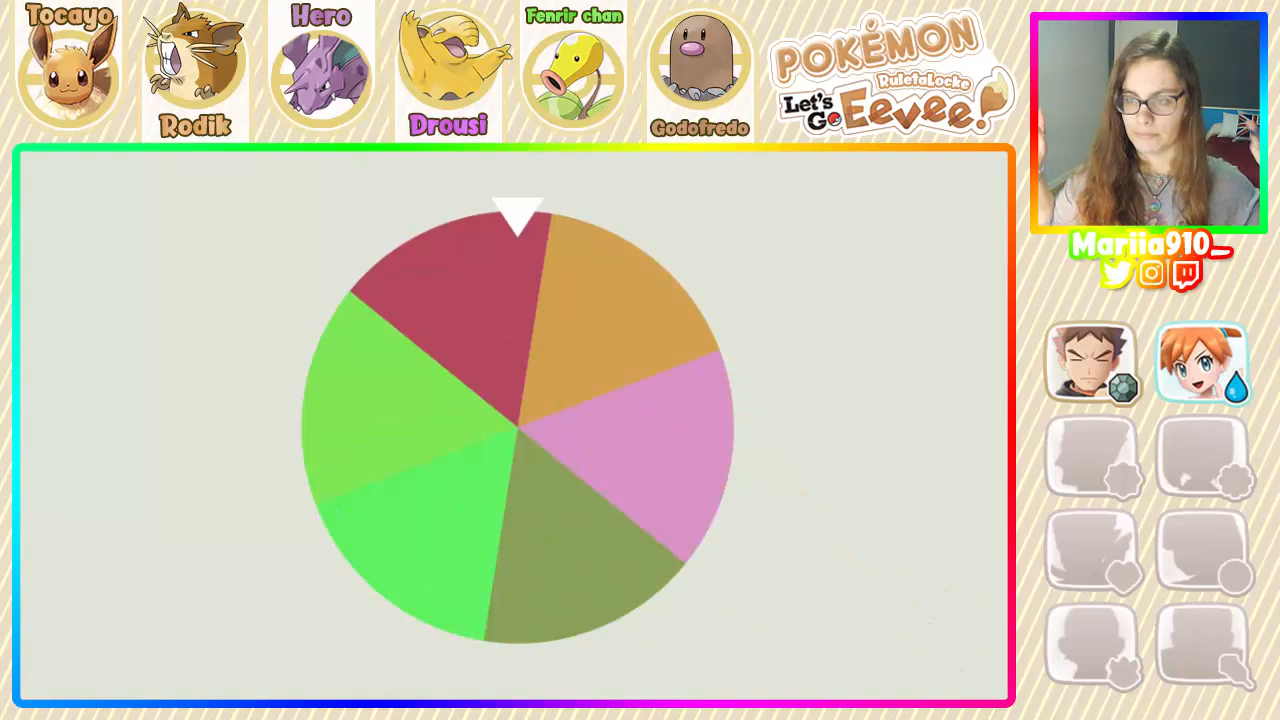 Tocayo
Rodik
Hero
Drousi
Fenrir chan
Godofredo
POKÉMON
RuletaLocke
Let's Go Eevee!
Mariia910_